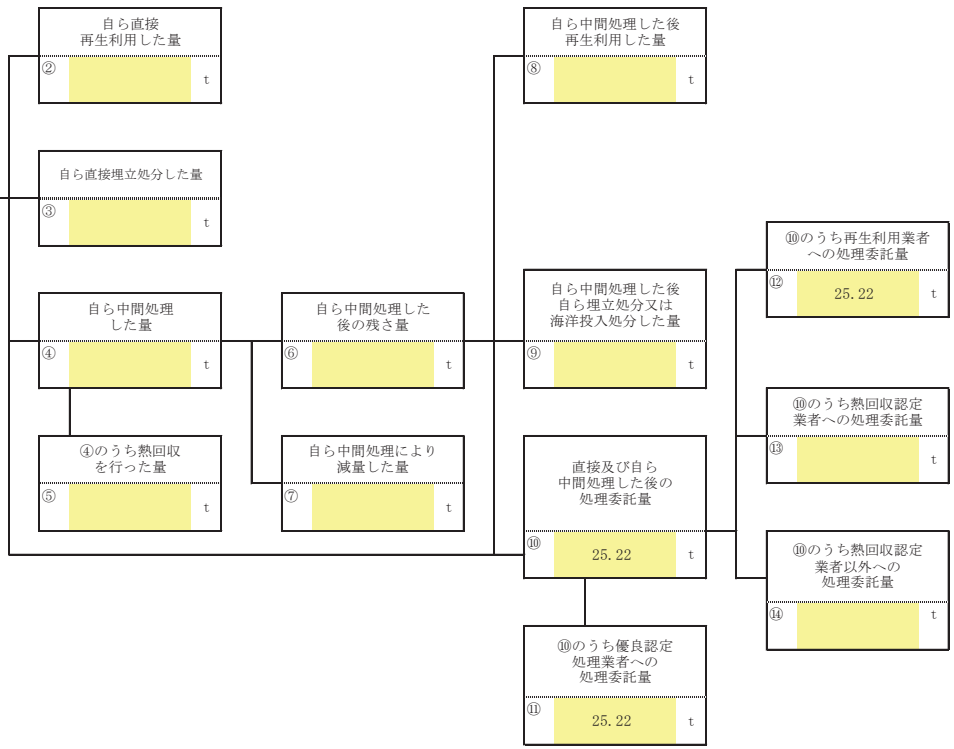 自ら直接
再生利用した量
②
t
自ら直接埋立処分した量
③
t
自ら中間処理
した量
④
t
④のうち熱回収
を行った量
⑤
t
自ら中間処理した
後の残さ量
⑥
t
自ら中間処理により
減量した量
⑦
t
自ら中間処理した後
再生利用した量
⑧
t
自ら中間処理した後
自ら埋立処分又は
海洋投入処分した量
⑨
t
直接及び自ら
中間処理した後の
処理委託量
⑩ 25.22 t
⑩のうち優良認定
処理業者への
処理委託量
⑪ 25.22 t
⑩のうち再生利用業者
への処理委託量
⑫ 25.22 t
⑩のうち熱回収認定
業者への処理委託量
⑬
t
⑩のうち熱回収認定
業者以外への
処理委託量
⑭
t